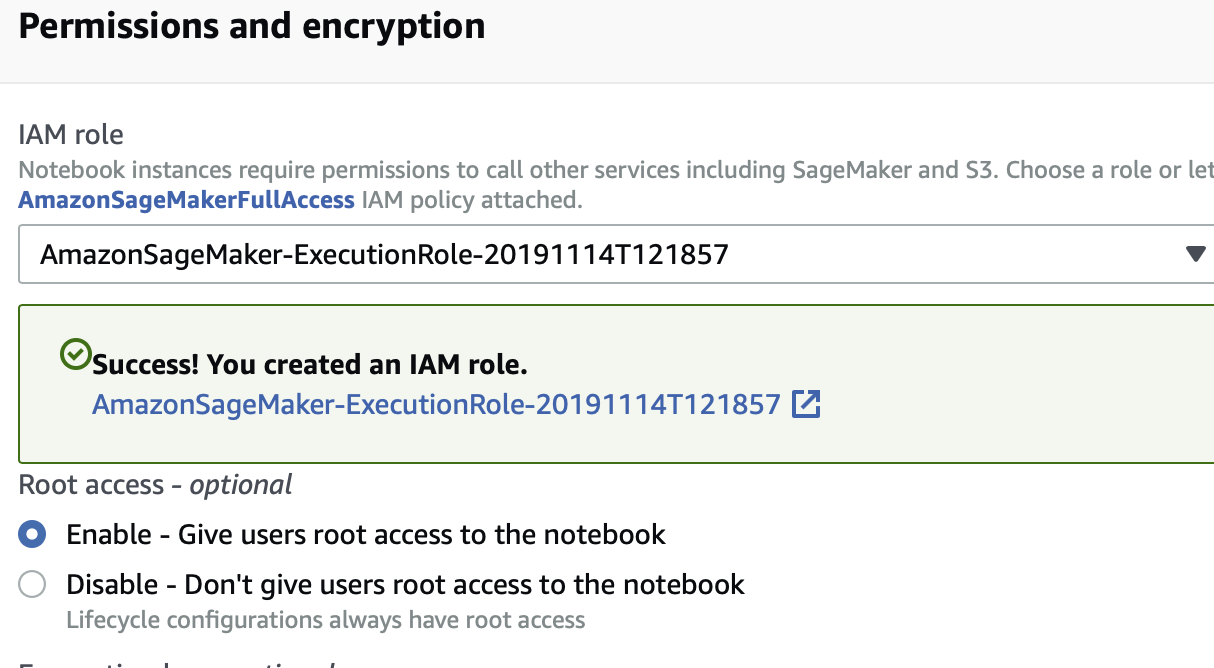 Permissions and encryption
IAM role
Notebook instances require permissions to call other services including SageMaker and S3. Choose a role or let
AmazonSageMakerFullAccess IAM policy attached.
AmazonSageMaker-ExecutionRole-20191114T121857
Success! You created an IAM role.
AmazonSageMaker-ExecutionRole-20191114T121857
Root access - optional
Enable - Give users root access to the notebook
Disable - Don't give users root access to the notebook
Lifecycle configurations always have root access